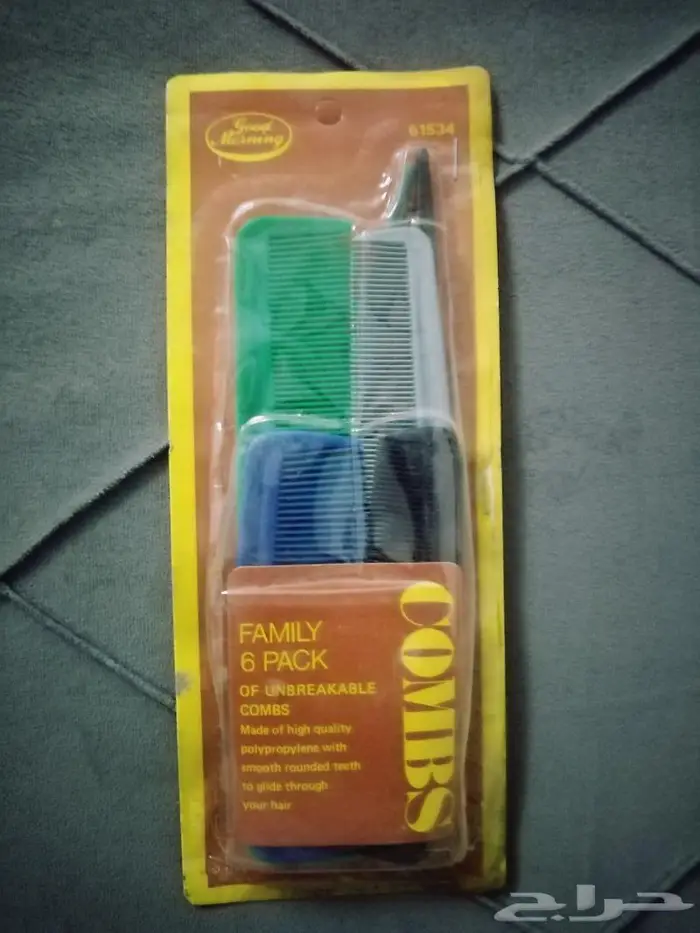 Good
Morning
61534
FAMILY
6 PACK
OF UNBREAKABLE
COMBS
Made of high quality
polypropylene with
smooth rounded teeth
to glide through
your hair
COMBS
حراج